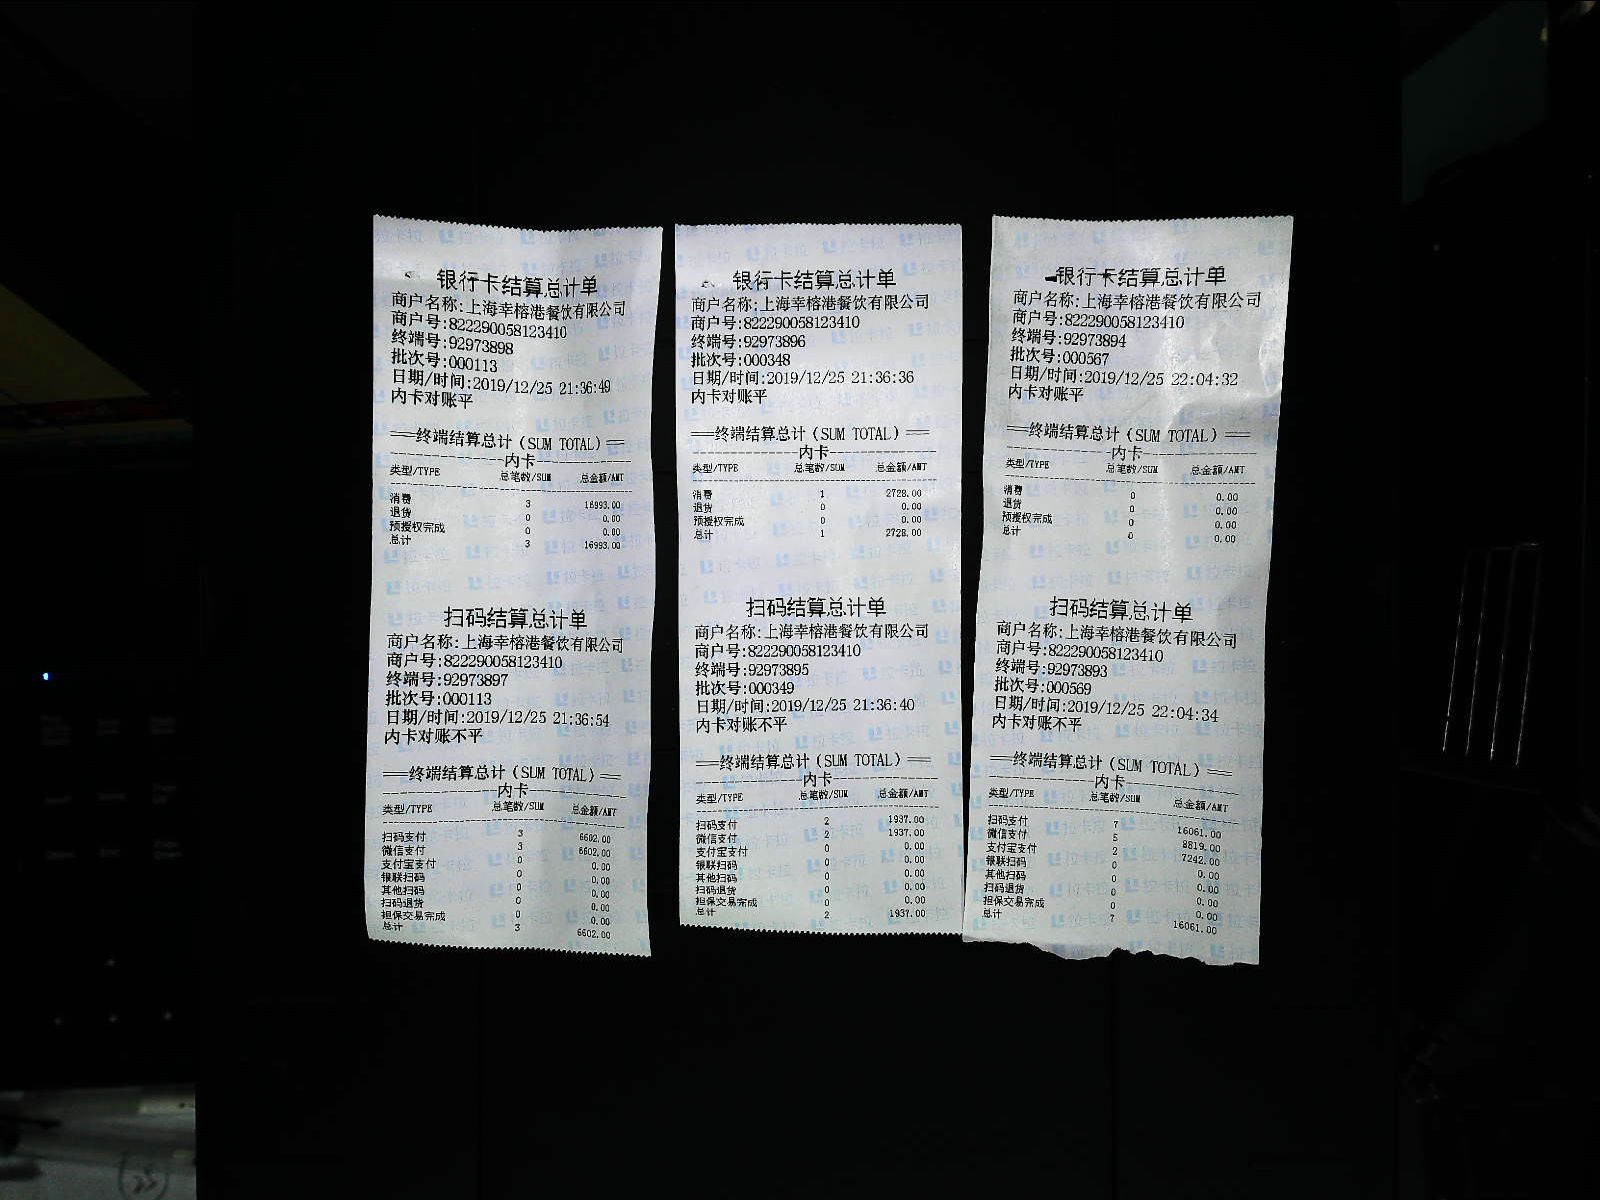 银行卡结算总计单
商户名称:上海幸榕港餐饮有限公司
商户号:822290058123410
终端号:92973898
批次号:000113
日期/时间:2019/12/25 21:36:49
内卡对账平
══终端结算总计(SUM TOTAL)══
内卡
类型/TYPE 总笔数/SUM 总金额/AMT
消费 3 16993.00
退货 0 0.00
预授权完成 0 0.00
总计 3 16993.00
扫码结算总计单
商户名称:上海幸榕港餐饮有限公司
商户号:822290058123410
终端号:92973897
批次号:000113
日期/时间:2019/12/25 21:36:54
内卡对账不平
══终端结算总计(SUM TOTAL)══
内卡
类型/TYPE 总笔数/SUM 总金额/AMT
扫码支付 3 6602.00
微信支付 3 6602.00
支付宝支付 0 0.00
银联扫码 0 0.00
其他扫码 0 0.00
扫码退货 0 0.00
担保交易完成 0 0.00
总计 3 6602.00
银行卡结算总计单
商户名称:上海幸榕港餐饮有限公司
商户号:822290058123410
终端号:92973896
批次号:000348
日期/时间:2019/12/25 21:36:36
内卡对账平
══终端结算总计(SUM TOTAL)══
内卡
类型/TYPE 总笔数/SUM 总金额/AMT
消费 1 2728.00
退货 0 0.00
预授权完成 0 0.00
总计 1 2728.00
扫码结算总计单
商户名称:上海幸榕港餐饮有限公司
商户号:822290058123410
终端号:92973895
批次号:000349
日期/时间:2019/12/25 21:36:40
内卡对账不平
══终端结算总计(SUM TOTAL)══
内卡
类型/TYPE 总笔数/SUM 总金额/AMT
扫码支付 2 1937.00
微信支付 2 1937.00
支付宝支付 0 0.00
银联扫码 0 0.00
其他扫码 0 0.00
扫码退货 0 0.00
担保交易完成 0 0.00
总计 2 1937.00
银行卡结算总计单
商户名称:上海幸榕港餐饮有限公司
商户号:822290058123410
终端号:92973894
批次号:000567
日期/时间:2019/12/25 22:04:32
内卡对账平
══终端结算总计(SUM TOTAL)══
内卡
类型/TYPE 总笔数/SUM 总金额/AMT
消费 0 0.00
退货 0 0.00
预授权完成 0 0.00
总计 0 0.00
扫码结算总计单
商户名称:上海幸榕港餐饮有限公司
商户号:822290058123410
终端号:92973893
批次号:000569
日期/时间:2019/12/25 22:04:34
内卡对账不平
══终端结算总计(SUM TOTAL)══
内卡
类型/TYPE 总笔数/SUM 总金额/AMT
扫码支付 7 16061.00
微信支付 5 8819.00
支付宝支付 2 7242.00
银联扫码 0 0.00
其他扫码 0 0.00
扫码退货 0 0.00
担保交易完成 0 0.00
总计 7 16061.00